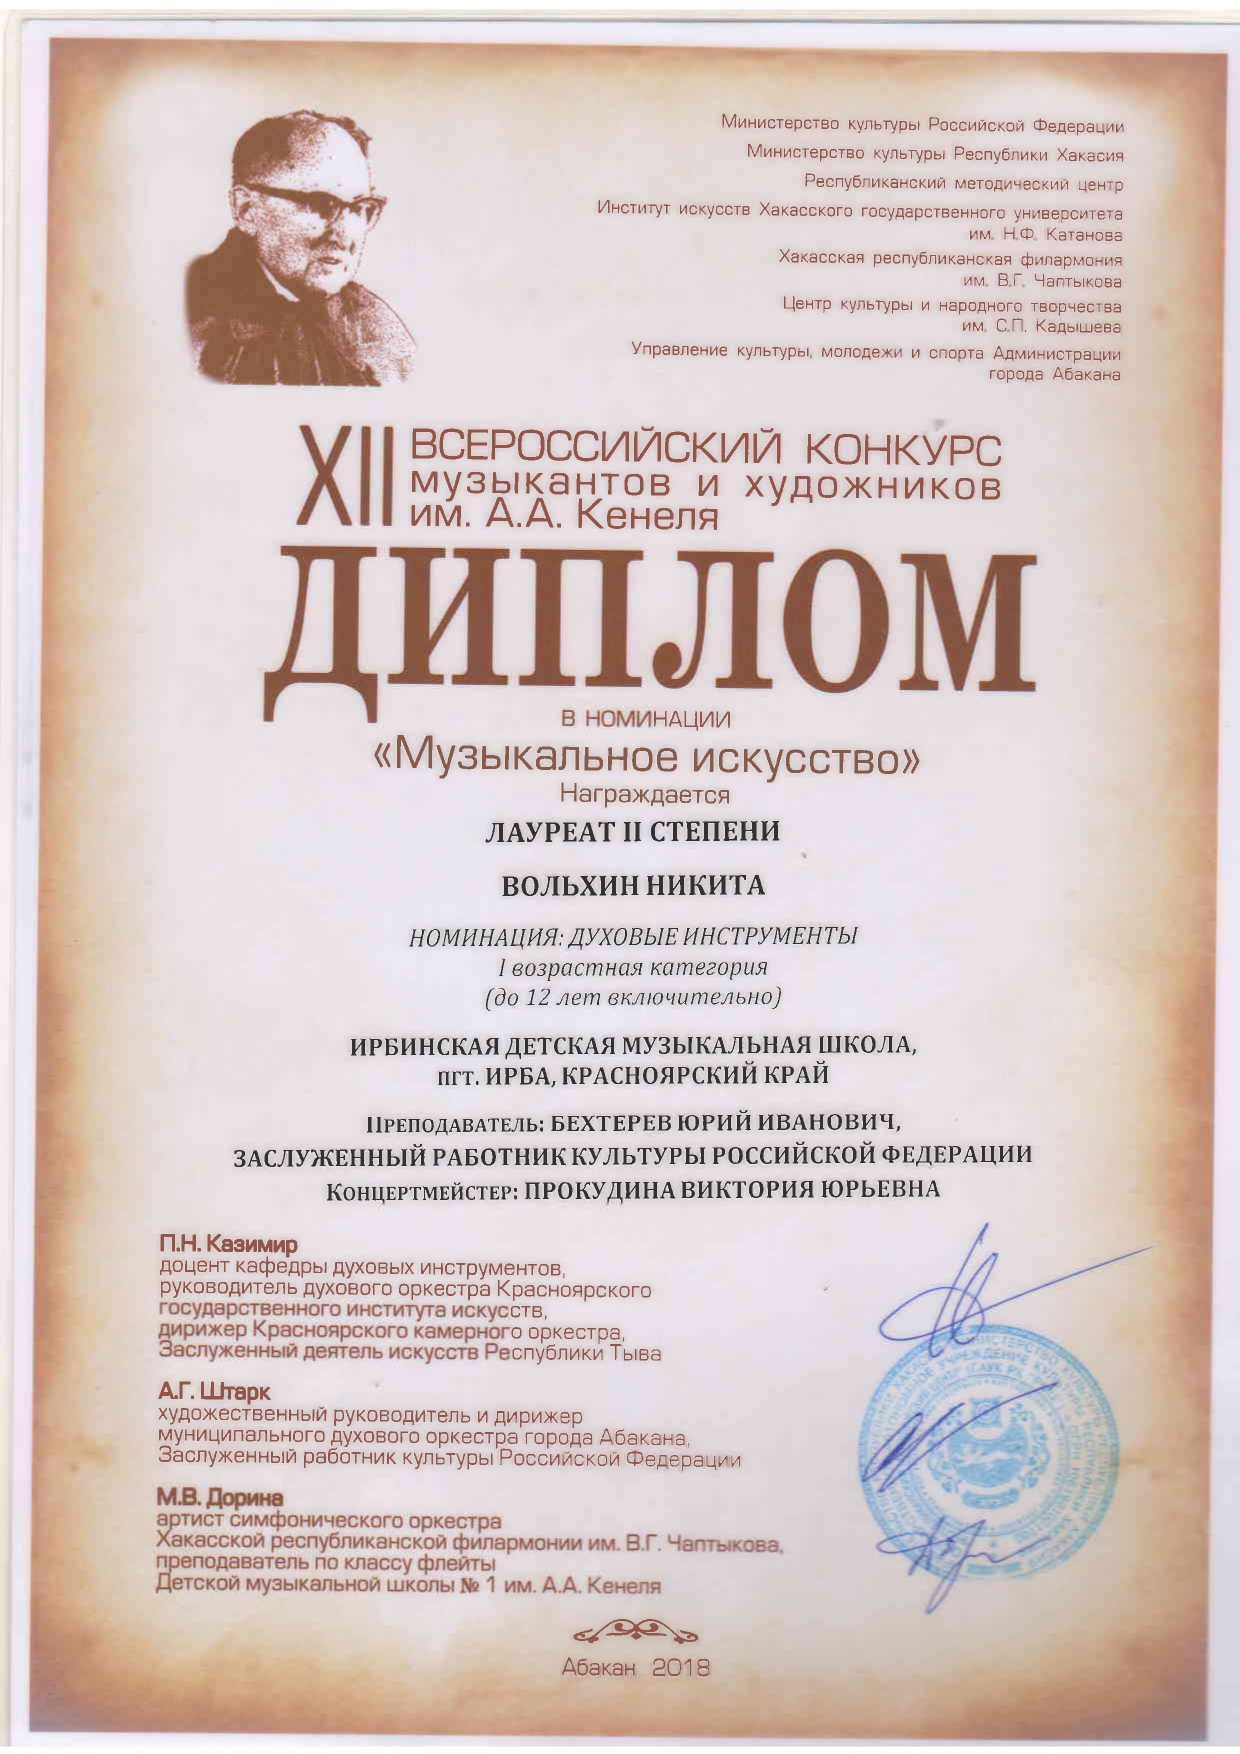 Министерство культуры Российской Федерации
Министерство культуры Республики Хакасия
Республиканский методический центр
Институт искусств Хакасского государственного университета
им. Н.Ф. Катанова
Хакасская республиканская филармония
им. В.Г. Чаптыкова
Центр культуры и народного творчества
им. С.П. Кадышева
Управление культуры, молодежи и спорта Администрации
города Абакана
XII ВСЕРОССИЙСКИЙ КОНКУРС
музыкантов и художников
им. А.А. Кенеля
ДИПЛОМ
в номинации
«Музыкальное искусство»
Награждается
ЛАУРЕАТ II СТЕПЕНИ
ВОЛЬХИН НИКИТА
НОМИНАЦИЯ: ДУХОВЫЕ ИНСТРУМЕНТЫ
I возрастная категория
(до 12 лет включительно)
ИРБИНСКАЯ ДЕТСКАЯ МУЗЫКАЛЬНАЯ ШКОЛА,
пгт. ИРБА, КРАСНОЯРСКИЙ КРАЙ
Преподаватель: БЕХТЕРЕВ ЮРИЙ ИВАНОВИЧ,
ЗАСЛУЖЕННЫЙ РАБОТНИК КУЛЬТУРЫ РОССИЙСКОЙ ФЕДЕРАЦИИ
Концертмейстер: ПРОКУДИНА ВИКТОРИЯ ЮРЬЕВНА
П.Н. Казимир
доцент кафедры духовых инструментов,
руководитель духового оркестра Красноярского
государственного института искусств,
дирижер Красноярского камерного оркестра,
Заслуженный деятель искусств Республики Тыва
А.Г. Штарк
художественный руководитель и дирижер
муниципального духового оркестра города Абакана,
Заслуженный работник культуры Российской Федерации
М.В. Дорина
артист симфонического оркестра
Хакасской республиканской филармонии им. В.Г. Чаптыкова,
преподаватель по классу флейты
Детской музыкальной школы № 1 им. А.А. Кенеля
Абакан 2018